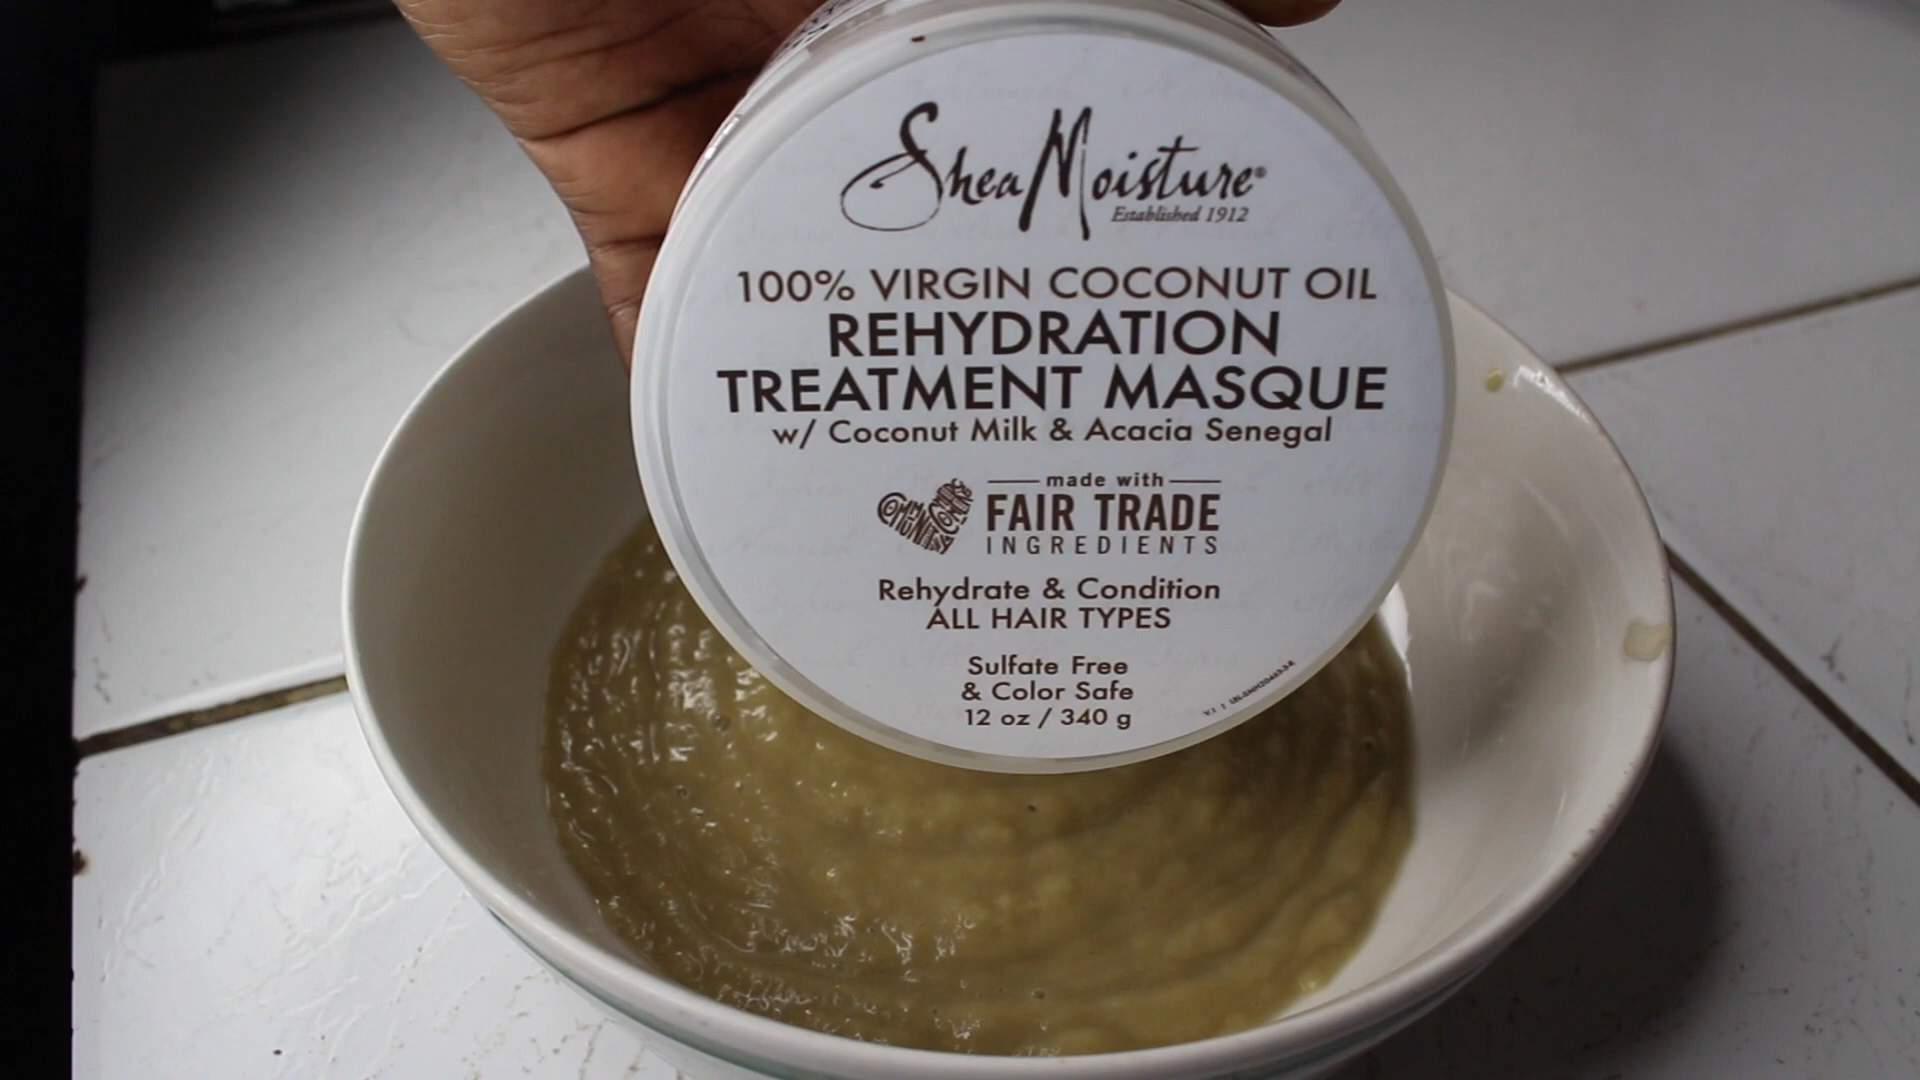 SheaMoisture®
Established 1912
100% VIRGIN COCONUT OIL
REHYDRATION
TREATMENT MASQUE
w/ Coconut Milk & Acacia Senegal
made with
FAIR TRADE
INGREDIENTS
Rehydrate & Condition
ALL HAIR TYPES
Sulfate Free
& Color Safe
12 oz / 340 g